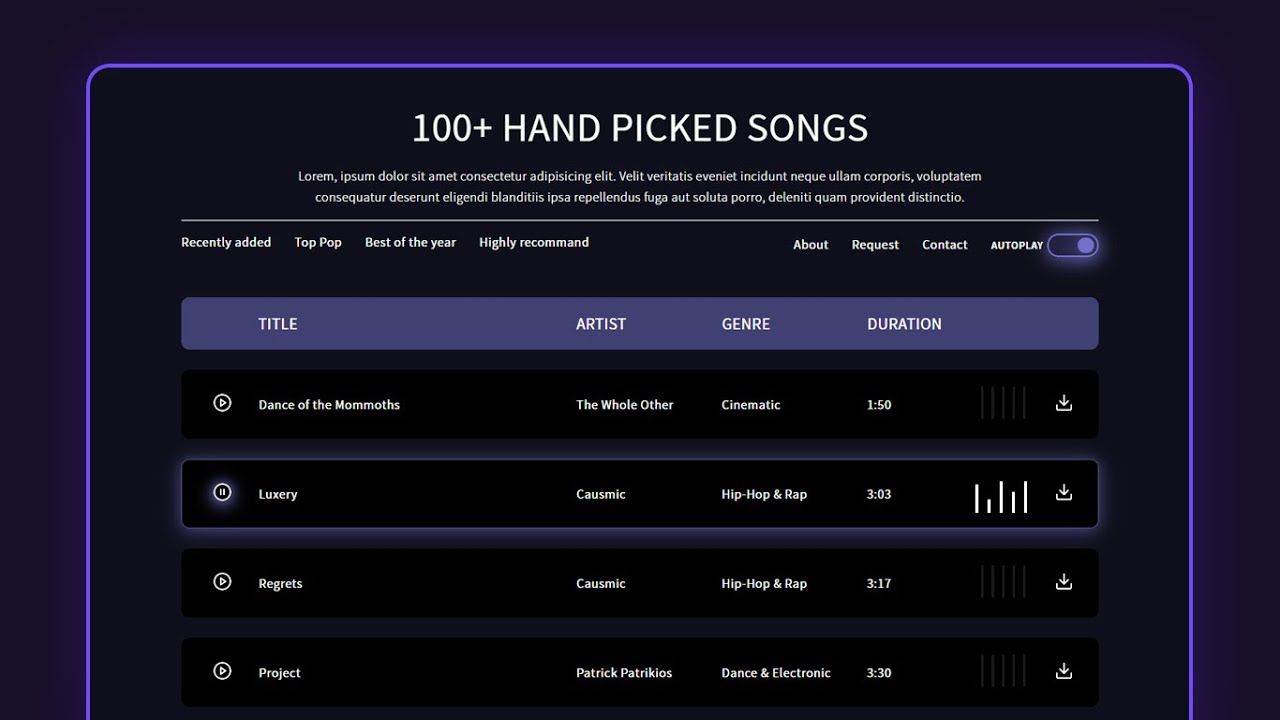 100+ HAND PICKED SONGS
Lorem, ipsum dolor sit amet consectetur adipisicing elit. Velit veritatis eveniet incidunt neque ullam corporis, voluptatem
consequatur deserunt eligendi blanditiis ipsa repellendus fuga aut soluta porro, deleniti quam provident distinctio.
Recently added Top Pop Best of the year Highly recommand About Request Contact AUTOPLAY
TITLE ARTIST GENRE DURATION
Dance of the Mommoths The Whole Other Cinematic 1:50
Luxery Causmic Hip-Hop & Rap 3:03
Regrets Causmic Hip-Hop & Rap 3:17
Project Patrick Patrikios Dance & Electronic 3:30